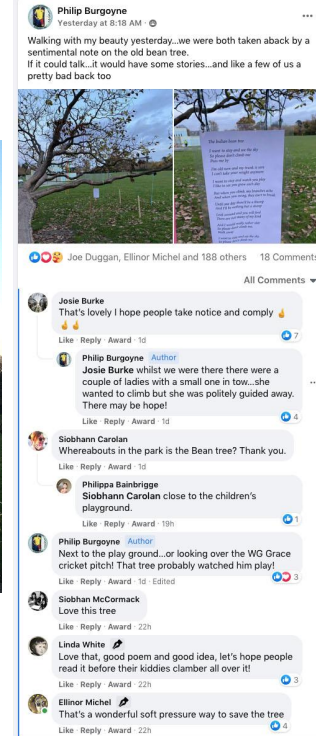 Philip Burgoyne
Yesterday at 8:18 AM ·
Walking with my beauty yesterday...we were both taken aback by a
sentimental note on the old bean tree.
If it could talk...it would have some stories...and like a few of us a
pretty bad back too
The Indian bean tree
Joe Duggan, Ellinor Michel and 188 others 18 Comments
All Comments
Josie Burke
That's lovely I hope people take notice and comply
7
Like · Reply · Award · 1d
Philip Burgoyne Author
Josie Burke whilst we were there there were a
couple of ladies with a small one in tow...she
wanted to climb but she was politely guided away.
There may be hope!
4
Like · Reply · Award · 1d
Siobhann Carolan
Whereabouts in the park is the Bean tree? Thank you.
Like · Reply · Award · 1d
Philippa Bainbrigge
Siobhann Carolan close to the children's
playground.
1
Like · Reply · Award · 19h
Philip Burgoyne Author
Next to the play ground...or looking over the WG Grace
cricket pitch! That tree probably watched him play!
3
Like · Reply · Award · 1d · Edited
Siobhan McCormack
Love this tree
Like · Reply · Award · 22h
Linda White
Love that, good poem and good idea, let's hope people
read it before their kiddies clamber all over it!
3
Like · Reply · Award · 22h
Ellinor Michel
That's a wonderful soft pressure way to save the tree
4
Like · Reply · Award · 22h